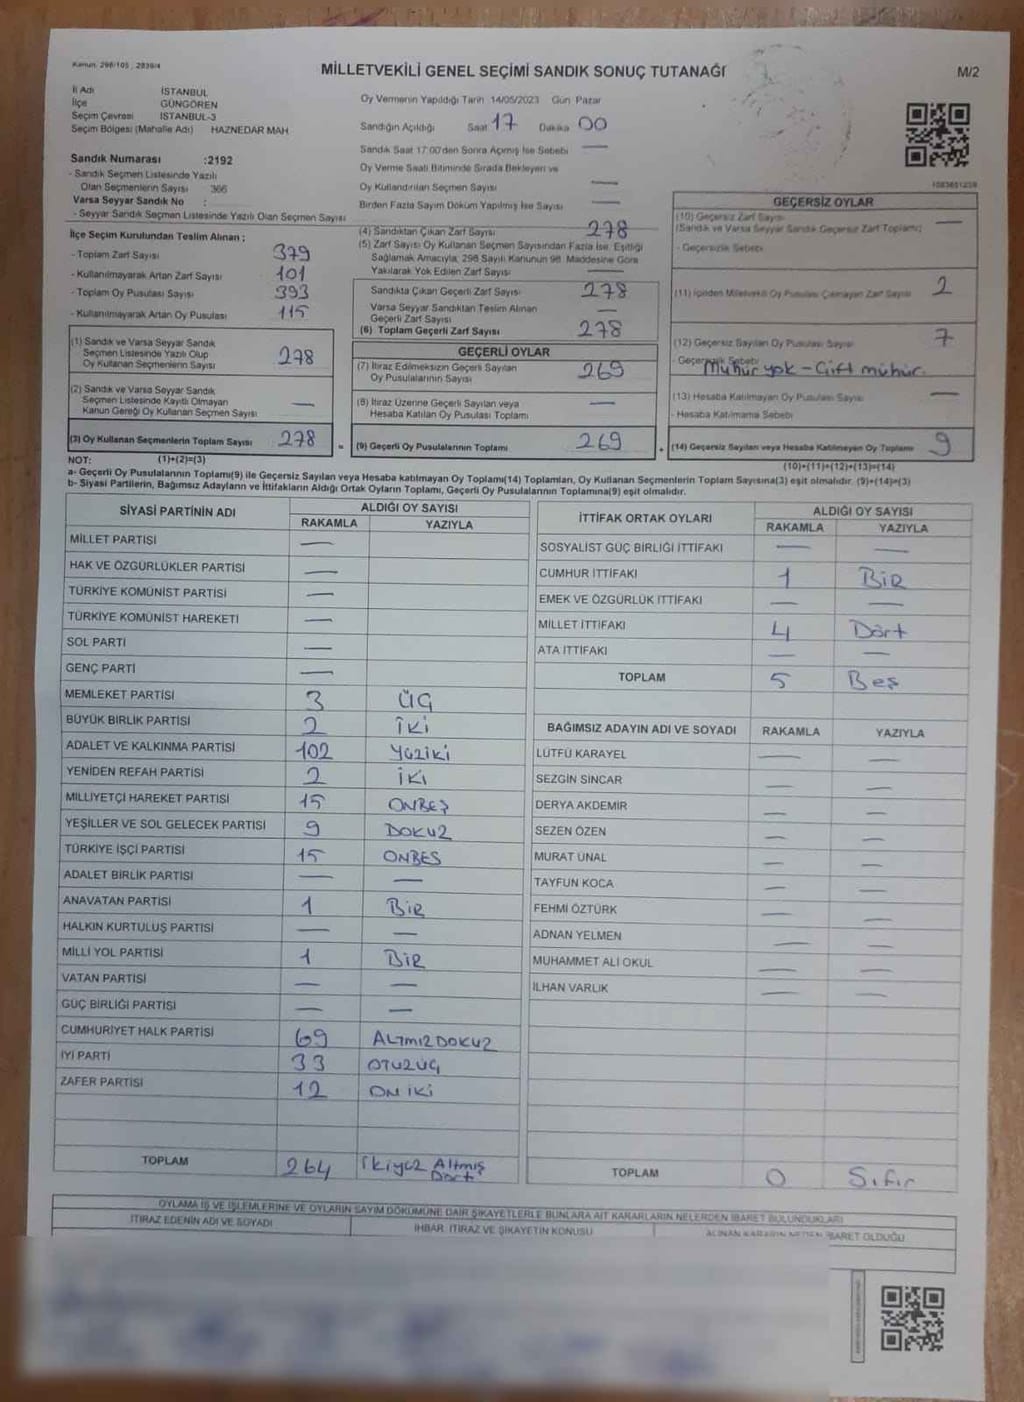 Kanun: 298/105 , 2839/4
MİLLETVEKİLİ GENEL SEÇİMİ SANDIK SONUÇ TUTANAĞI
M/2
İl Adı İSTANBUL
İlçe GÜNGÖREN
Seçim Çevresi İSTANBUL-3
Seçim Bölgesi (Mahalle Adı) HAZNEDAR MAH.
Oy Vermenin Yapıldığı Tarih 14/05/2023 Gün Pazar
Sandığın Açıldığı Saat 17 Dakika 00
Sandık Saat 17:00'den Sonra Açımış İse Sebebi —
Oy Verme Saati Bitiminde Sırada Bekleyen ve
Oy Kullandırılan Seçmen Sayısı —
Birden Fazla Sayım Döküm Yapılmış İse Sayısı —
Sandık Numarası :2192
- Sandık Seçmen Listesinde Yazılı
Olan Seçmenlerin Sayısı 366
Varsa Seyyar Sandık No :
- Seyyar Sandık Seçmen Listesinde Yazılı Olan Seçmen Sayısı
İlçe Seçim Kurulundan Teslim Alınan ;
- Toplam Zarf Sayısı 379
- Kullanılmayarak Artan Zarf Sayısı 101
- Toplam Oy Pusulası Sayısı 393
- Kullanılmayarak Artan Oy Pusulası 115
(1) Sandık ve Varsa Seyyar Sandık
Seçmen Listesinde Yazılı Olup
Oy Kullanan Seçmenlerin Sayısı 278
(2) Sandık ve Varsa Seyyar Sandık
Seçmen Listesinde Kayıtlı Olmayan
Kanun Gereği Oy Kullanan Seçmen Sayısı —
(3) Oy Kullanan Seçmenlerin Toplam Sayısı 278
(1)+(2)=(3)
(4) Sandıktan Çıkan Zarf Sayısı 278
(5) Zarf Sayısı Oy Kullanan Seçmen Sayısından Fazla İse, Eşitliği
Sağlamak Amacıyla, 298 Sayılı Kanunun 98. Maddesine Göre
Yakılarak Yok Edilen Zarf Sayısı —
Sandıkta Çıkan Geçerli Zarf Sayısı 278
Varsa Seyyar Sandıktan Teslim Alınan
Geçerli Zarf Sayısı —
(6) Toplam Geçerli Zarf Sayısı 278
GEÇERLİ OYLAR
(7) İtiraz Edilmeksizin Geçerli Sayılan
Oy Pusulalarının Sayısı 269
(8) İtiraz Üzerine Geçerli Sayılan veya
Hesaba Katılan Oy Pusulası Toplamı —
= (9) Geçerli Oy Pusulalarının Toplamı 269
1083651239
GEÇERSİZ OYLAR
(10) Geçersiz Zarf Sayısı —
(Sandık ve Varsa Seyyar Sandık Geçersiz Zarf Toplamı)
- Geçersizlik Sebebi
(11) İçinden Milletvekili Oy Pusulası Çıkmayan Zarf Sayısı 2
(12) Geçersiz Sayılan Oy Pusulası Sayısı 7
- Geçersizlik Sebebi Mühür yok - Çift mühür.
(13) Hesaba Katılmayan Oy Pusulası Sayısı —
- Hesaba Katılmama Sebebi
+ (14) Geçersiz Sayılan veya Hesaba Katılmayan Oy Toplamı 9
(10)+(11)+(12)+(13)=(14)
NOT:
a- Geçerli Oy Pusulalarının Toplamı(9) ile Geçersiz Sayılan veya Hesaba katılmayan Oy Toplamı(14) Toplamları, Oy Kullanan Seçmenlerin Toplam Sayısına(3) eşit olmalıdır. (9)+(14)=(3)
b- Siyasi Partilerin, Bağımsız Adayların ve İttifakların Aldığı Ortak Oyların Toplamı, Geçerli Oy Pusulalarının Toplamına(9) eşit olmalıdır.
SİYASİ PARTİNİN ADI ALDIĞI OY SAYISI
RAKAMLA YAZIYLA
MİLLET PARTİSİ —
HAK VE ÖZGÜRLÜKLER PARTİSİ —
TÜRKİYE KOMÜNİST PARTİSİ —
TÜRKİYE KOMÜNİST HAREKETİ —
SOL PARTİ —
GENÇ PARTİ —
MEMLEKET PARTİSİ 3 ÜÇ
BÜYÜK BİRLİK PARTİSİ 2 İKİ
ADALET VE KALKINMA PARTİSİ 102 YÜZİKİ
YENİDEN REFAH PARTİSİ 2 İKİ
MİLLİYETÇİ HAREKET PARTİSİ 15 ONBEŞ
YEŞİLLER VE SOL GELECEK PARTİSİ 9 DOKUZ
TÜRKİYE İŞÇİ PARTİSİ 15 ONBEŞ
ADALET BİRLİK PARTİSİ — —
ANAVATAN PARTİSİ 1 BİR
HALKIN KURTULUŞ PARTİSİ — —
MİLLİ YOL PARTİSİ 1 BİR
VATAN PARTİSİ — —
GÜÇ BİRLİĞİ PARTİSİ — —
CUMHURİYET HALK PARTİSİ 69 ALTMIZDOKUZ
İYİ PARTİ 33 OTUZÜÇ
ZAFER PARTİSİ 12 ON İKİ
TOPLAM 264 İkiyüz Altmış
Dört
İTTİFAK ORTAK OYLARI ALDIĞI OY SAYISI
RAKAMLA YAZIYLA
SOSYALİST GÜÇ BİRLİĞİ İTTİFAKI — —
CUMHUR İTTİFAKI 1 BİR
EMEK VE ÖZGÜRLÜK İTTİFAKI — —
MİLLET İTTİFAKI 4 Dört
ATA İTTİFAKI — —
TOPLAM 5 Beş
BAĞIMSIZ ADAYIN ADI VE SOYADI RAKAMLA YAZIYLA
LÜTFÜ KARAYEL — —
SEZGİN SİNCAR — —
DERYA AKDEMİR — —
SEZEN ÖZEN — —
MURAT ÜNAL — —
TAYFUN KOCA — —
FEHMİ ÖZTÜRK — —
ADNAN YELMEN — —
MUHAMMET ALİ OKUL — —
İLHAN VARLIK — —
TOPLAM 0 Sıfır
OYLAMA İŞ VE İŞLEMLERİNE VE OYLARIN SAYIM DÖKÜMÜNE DAİR ŞİKAYETLERLE BUNLARA AİT KARARLARIN NELERDEN İBARET BULUNDUKLARI
İTİRAZ EDENİN ADI VE SOYADI İHBAR, İTİRAZ VE ŞİKAYETİN KONUSU ALINAN KARARIN NEDEN İBARET OLDUĞU